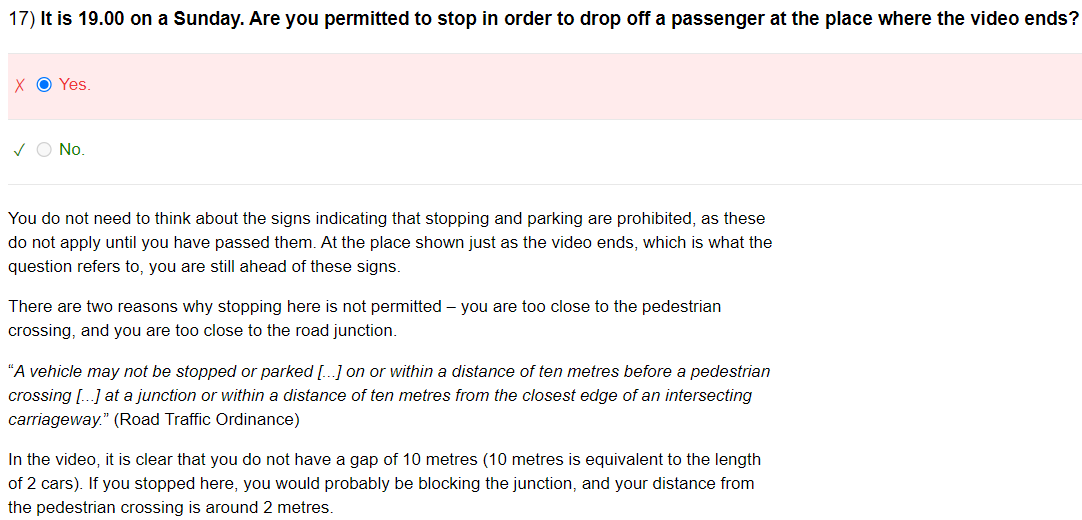 17) It is 19.00 on a Sunday. Are you permitted to stop in order to drop off a passenger at the place where the video ends?
✗ Yes.
✓ No.
You do not need to think about the signs indicating that stopping and parking are prohibited, as these
do not apply until you have passed them. At the place shown just as the video ends, which is what the
question refers to, you are still ahead of these signs.
There are two reasons why stopping here is not permitted – you are too close to the pedestrian
crossing, and you are too close to the road junction.
“A vehicle may not be stopped or parked [...] on or within a distance of ten metres before a pedestrian
crossing [...] at a junction or within a distance of ten metres from the closest edge of an intersecting
carriageway.” (Road Traffic Ordinance)
In the video, it is clear that you do not have a gap of 10 metres (10 metres is equivalent to the length
of 2 cars). If you stopped here, you would probably be blocking the junction, and your distance from
the pedestrian crossing is around 2 metres.